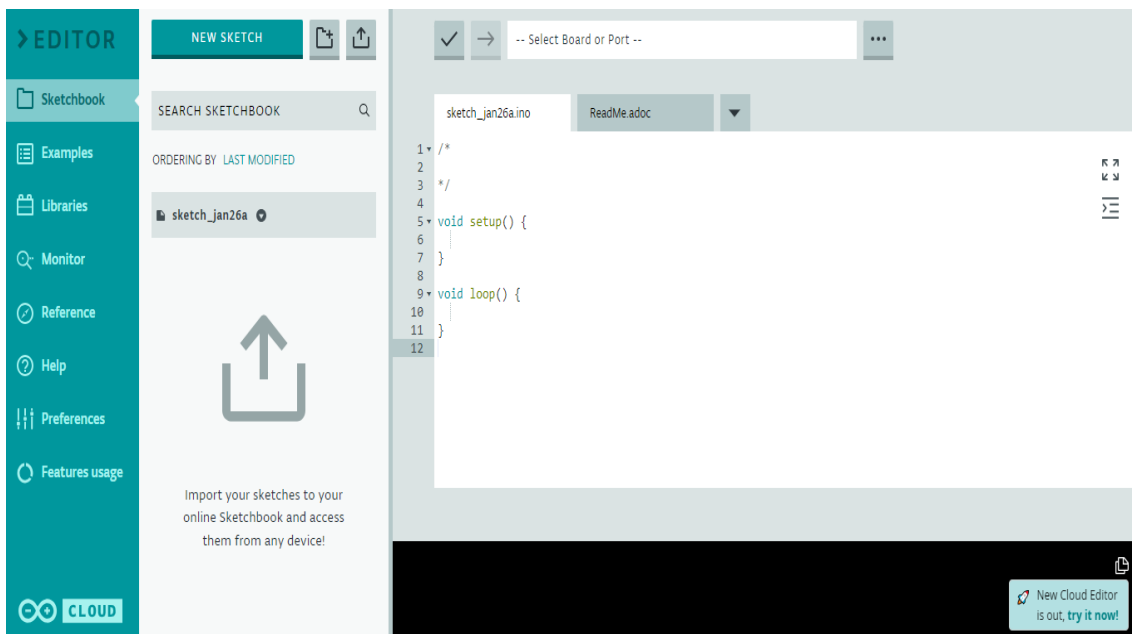 EDITOR
NEW SKETCH
-- Select Board or Port --
Sketchbook
SEARCH SKETCHBOOK
sketch_jan26a.ino
ReadMe.adoc
Examples
ORDERING BY LAST MODIFIED
Libraries
sketch_jan26a
Monitor
Reference
Help
Preferences
Features usage
1 /*
2
3 */
4
5 void setup() {
6
7 }
8
9 void loop() {
10
11 }
12
Import your sketches to your
online Sketchbook and access
them from any device!
CLOUD
New Cloud Editor
is out, try it now!